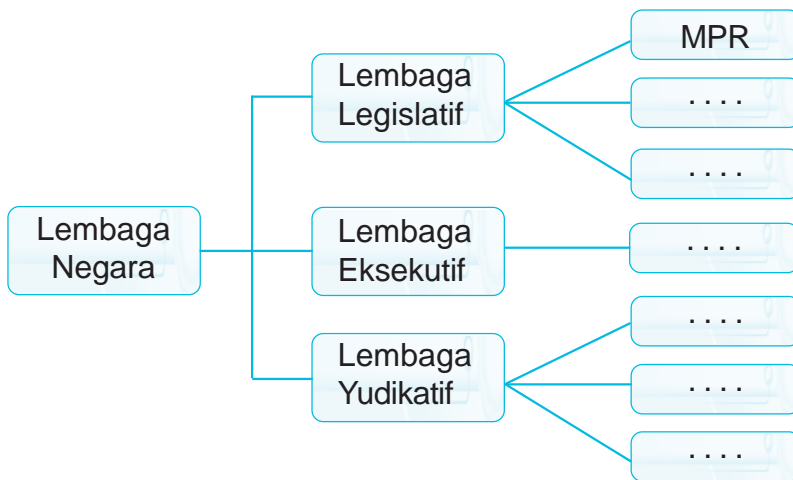 Lembaga
Negara
Lembaga
Legislatif
MPR
. . . .
. . . .
Lembaga
Eksekutif
. . . .
Lembaga
Yudikatif
. . . .
. . . .
. . . .